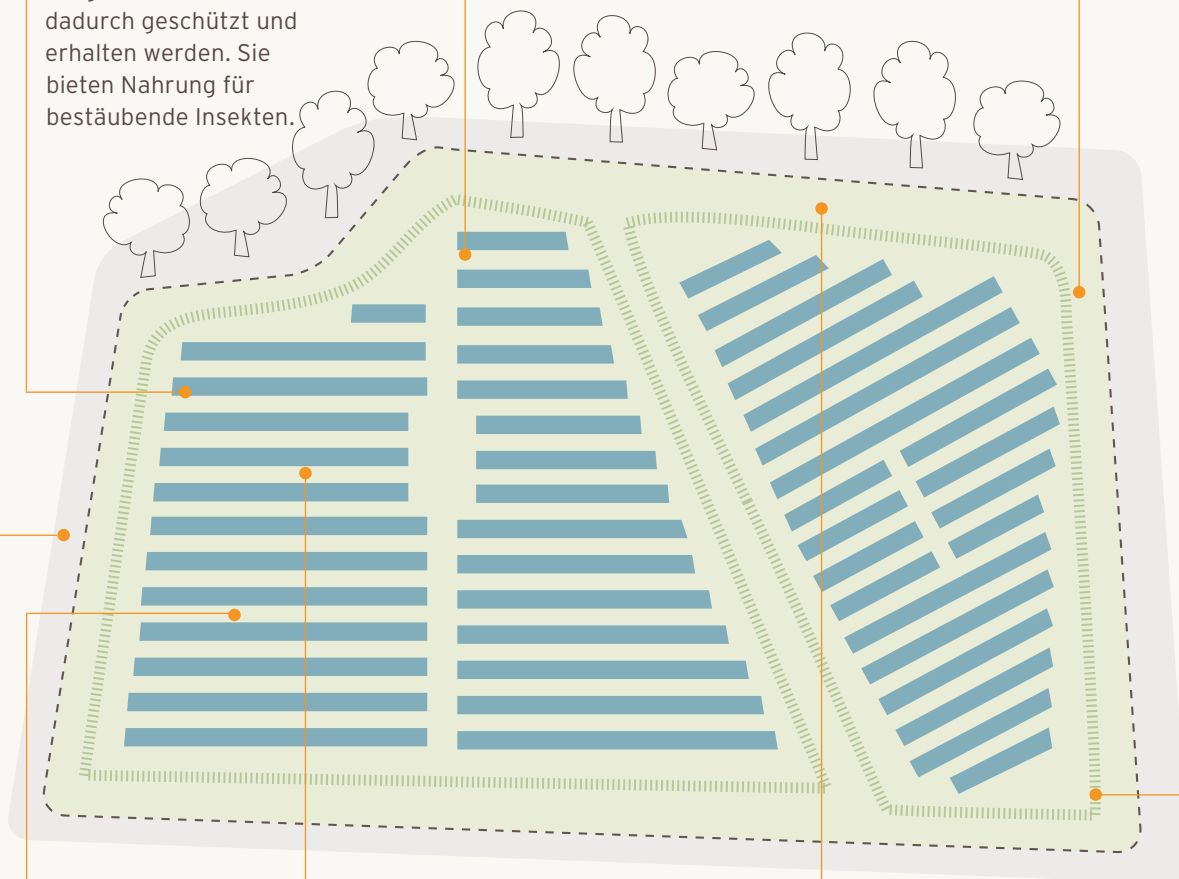 dadurch geschützt und
erhalten werden. Sie
bieten Nahrung für
bestäubende Insekten.